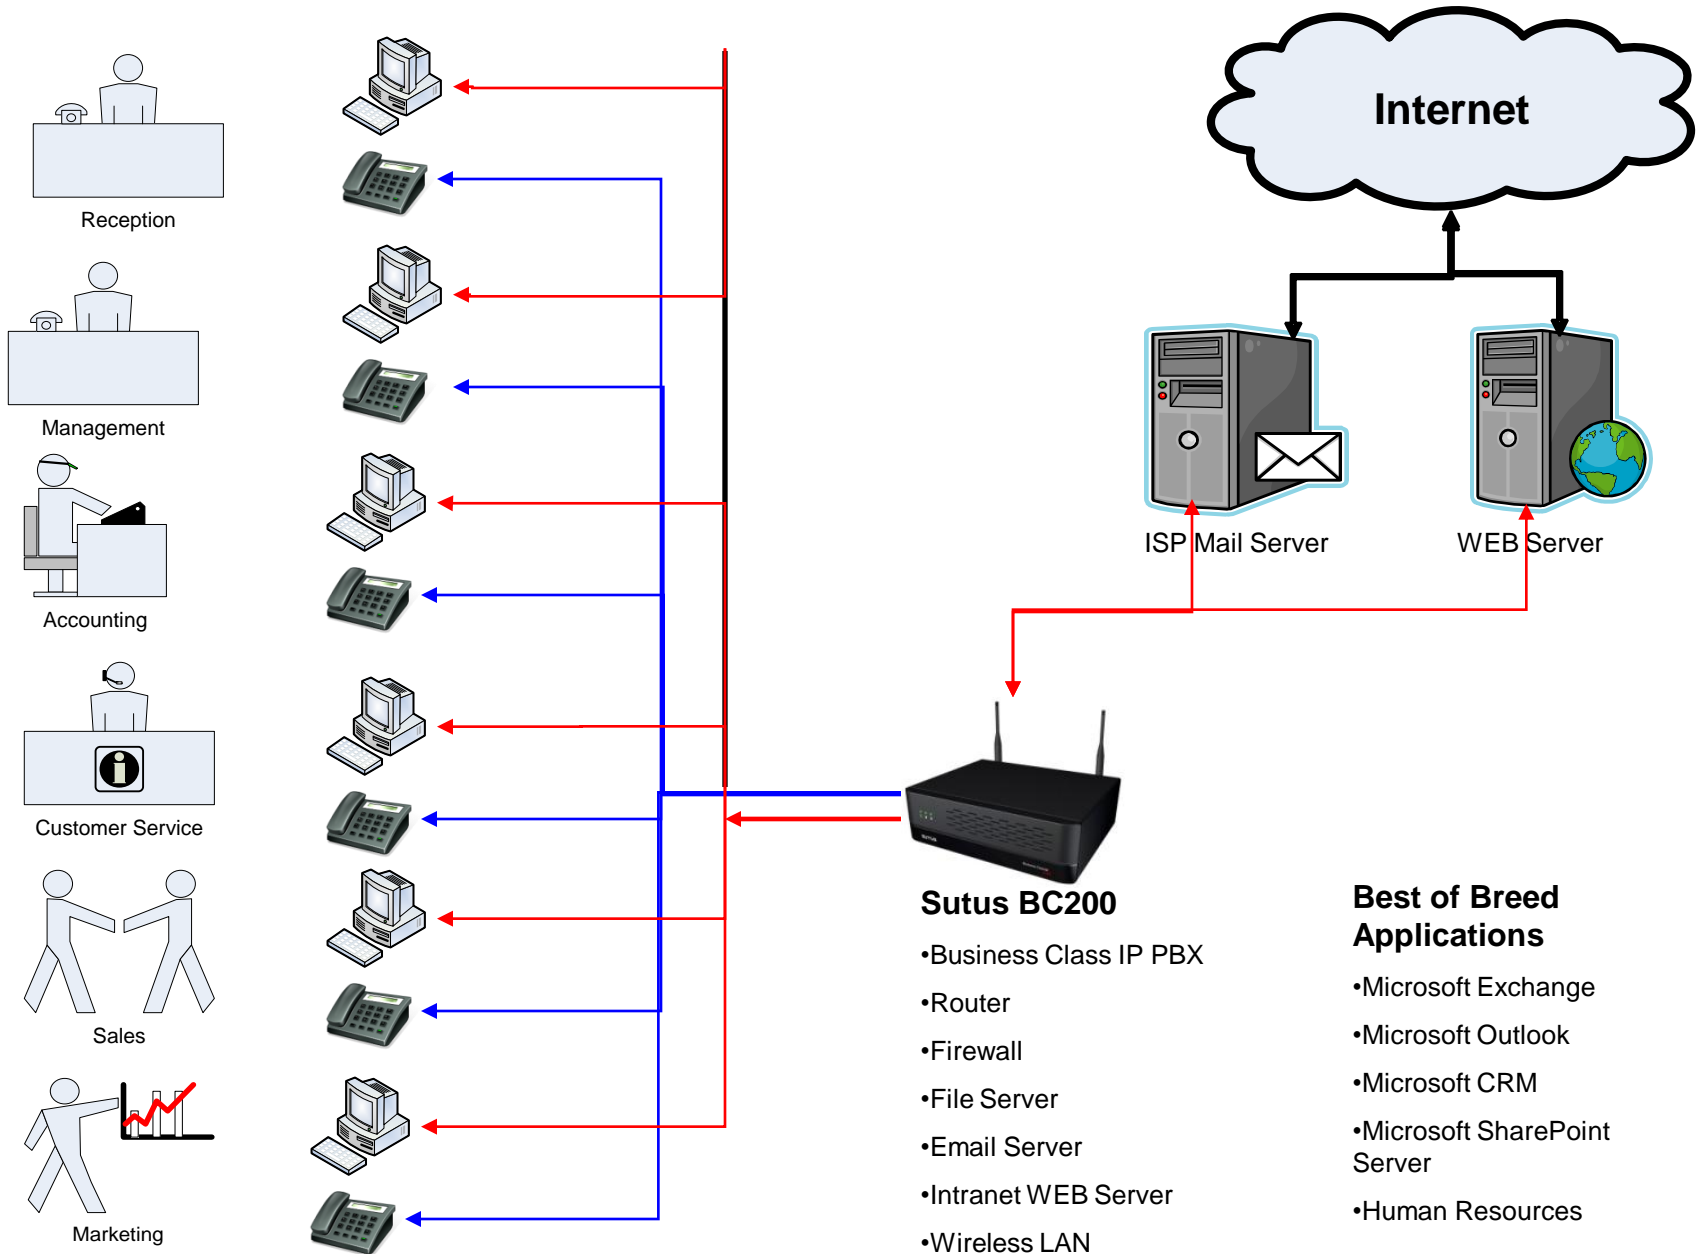 Internet
Reception
Management
Accounting
Customer Service
Sales
Marketing
ISP Mail Server
WEB Server
Sutus BC200
•Business Class IP PBX
•Router
•Firewall
•File Server
•Email Server
•Intranet WEB Server
•Wireless LAN
Best of Breed
Applications
•Microsoft Exchange
•Microsoft Outlook
•Microsoft CRM
•Microsoft SharePoint
Server
•Human Resources